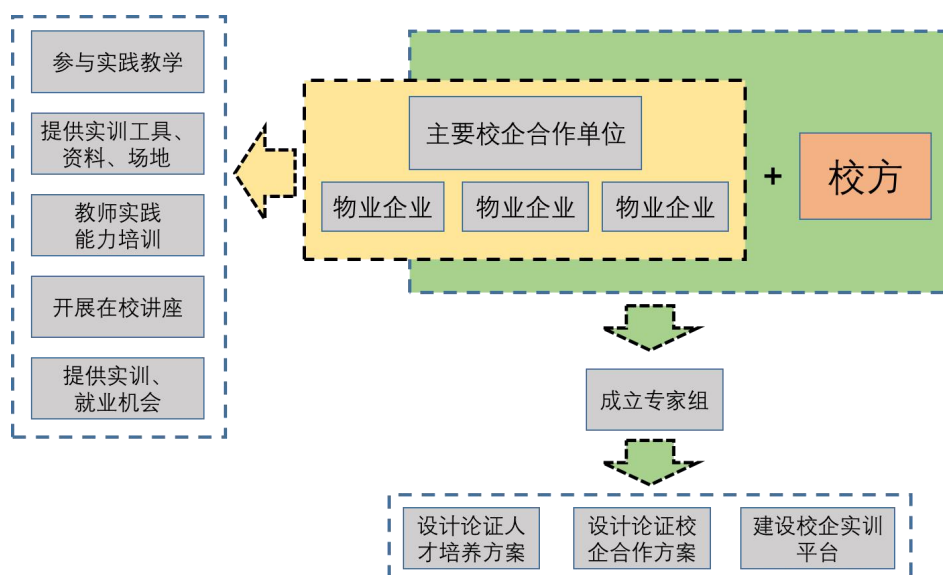 参与实践教学
提供实训工具、
资料、场地
教师实践
能力培训
开展在校讲座
提供实训、
就业机会
主要校企合作单位
物业企业
物业企业
物业企业
+
校方
成立专家组
设计论证人
才培养方案
设计论证校
企合作方案
建设校企实训
平台